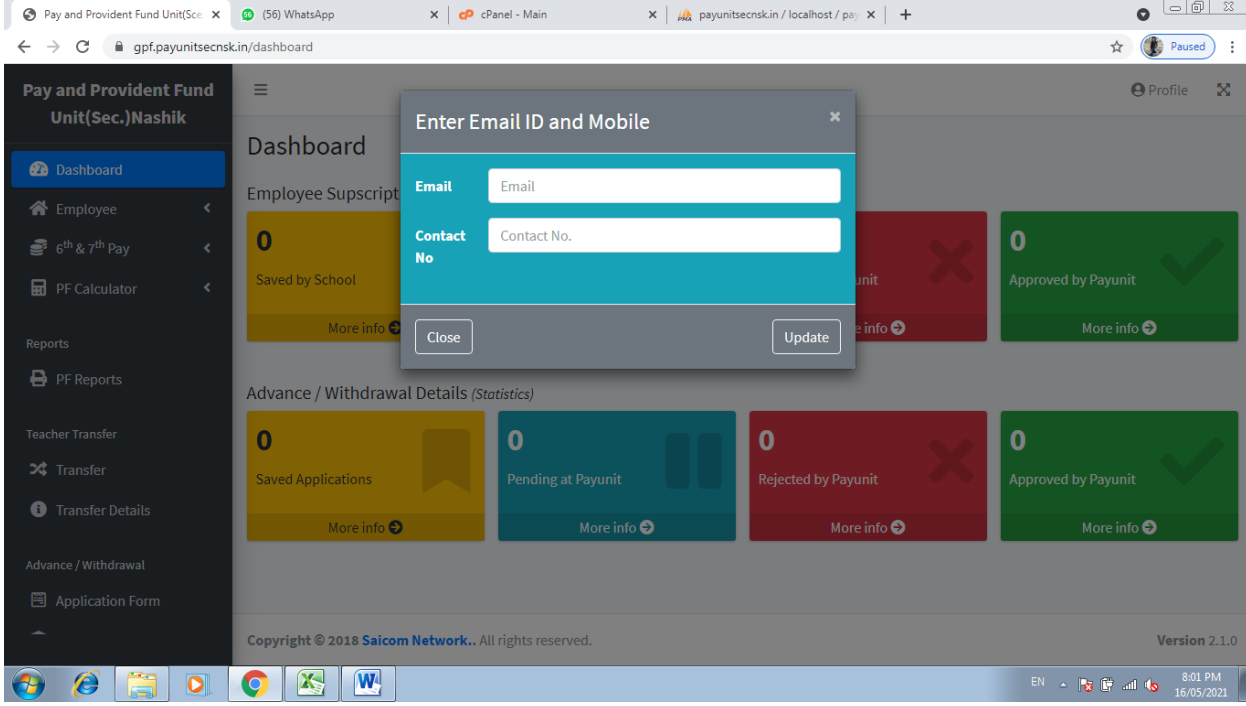 Pay and Provident Fund Unit(Sce
(56) WhatsApp
cPanel - Main
payunitsecnsk.in / localhost / pay
gpf.payunitsecnsk.in/dashboard
Paused
Pay and Provident Fund
Unit(Sec.)Nashik
Dashboard
Employee
6th & 7th Pay
PF Calculator
Reports
PF Reports
Teacher Transfer
Transfer
Transfer Details
Advance / Withdrawal
Application Form
Profile
Dashboard
Employee Supscript
0
Saved by School
More info
unit
e info
0
Approved by Payunit
More info
Enter Email ID and Mobile
Email
Email
Contact No
Contact No.
Close
Update
Advance / Withdrawal Details (Statistics)
0
Saved Applications
More info
0
Pending at Payunit
More info
0
Rejected by Payunit
More info
0
Approved by Payunit
More info
Copyright © 2018 Saicom Network.. All rights reserved.
Version 2.1.0
EN
8:01 PM
16/05/2021